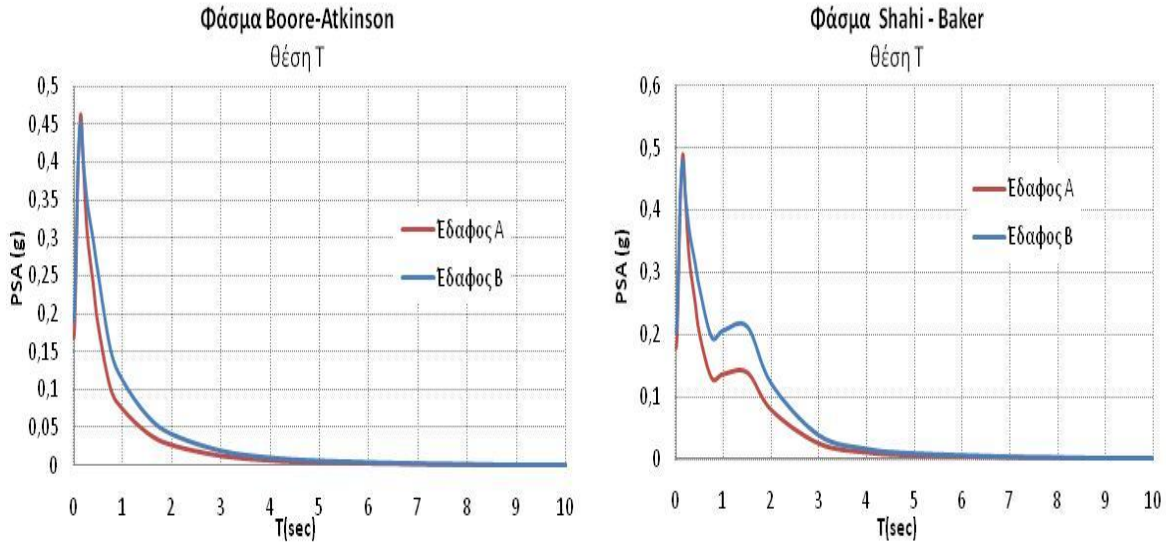 Φάσμα Boore-Atkinson
θέση Τ
0,5
0,45
0,4
0,35
0,3
0,25
0,2
0,15
0,1
0,05
0
PSA (g)
Έδαφος Α
Έδαφος Β
0 1 2 3 4 5 6 7 8 9 10
T(sec)
Φάσμα Shahi - Baker
θέση Τ
0,6
0,5
0,4
0,3
0,2
0,1
0
PSA (g)
Έδαφος Α
Έδαφος Β
0 1 2 3 4 5 6 7 8 9 10
T(sec)